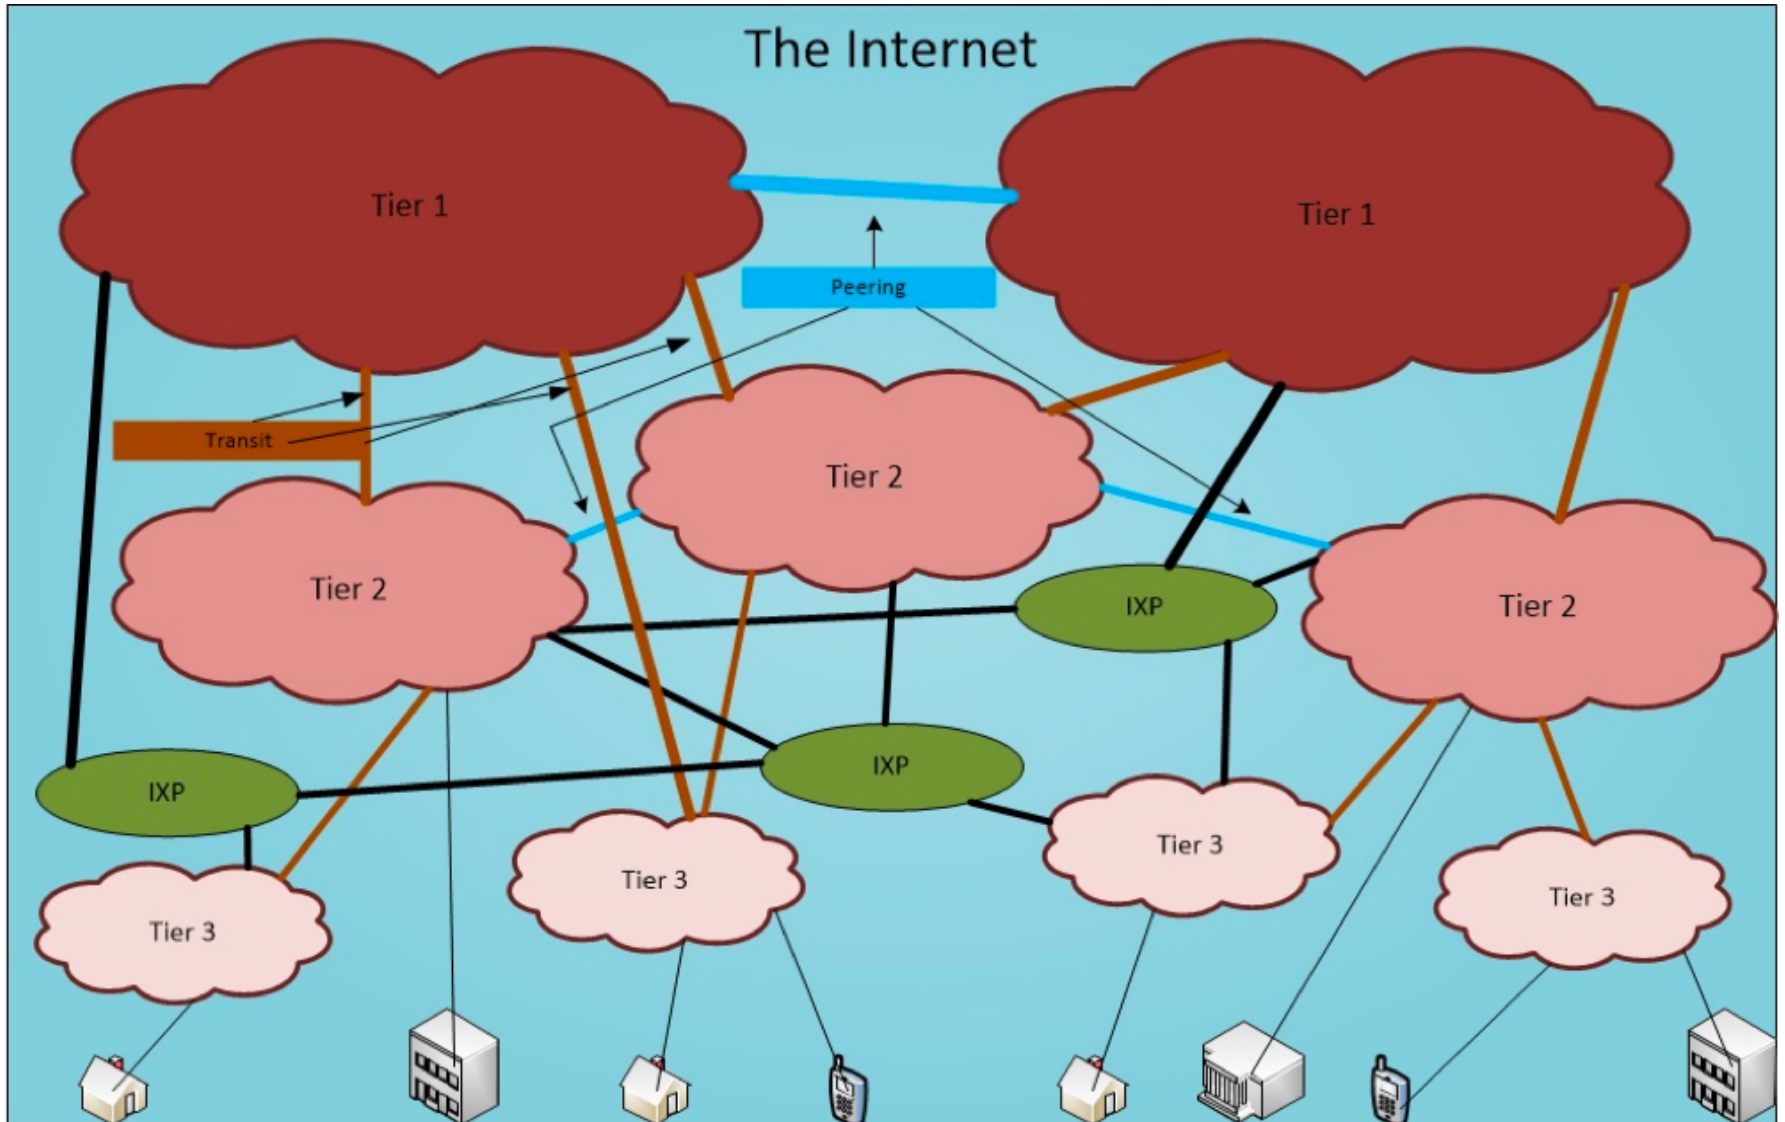 The Internet
Tier 1
Tier 1
Peering
Transit
Tier 2
Tier 2
Tier 2
IXP
IXP
IXP
Tier 3
Tier 3
Tier 3
Tier 3